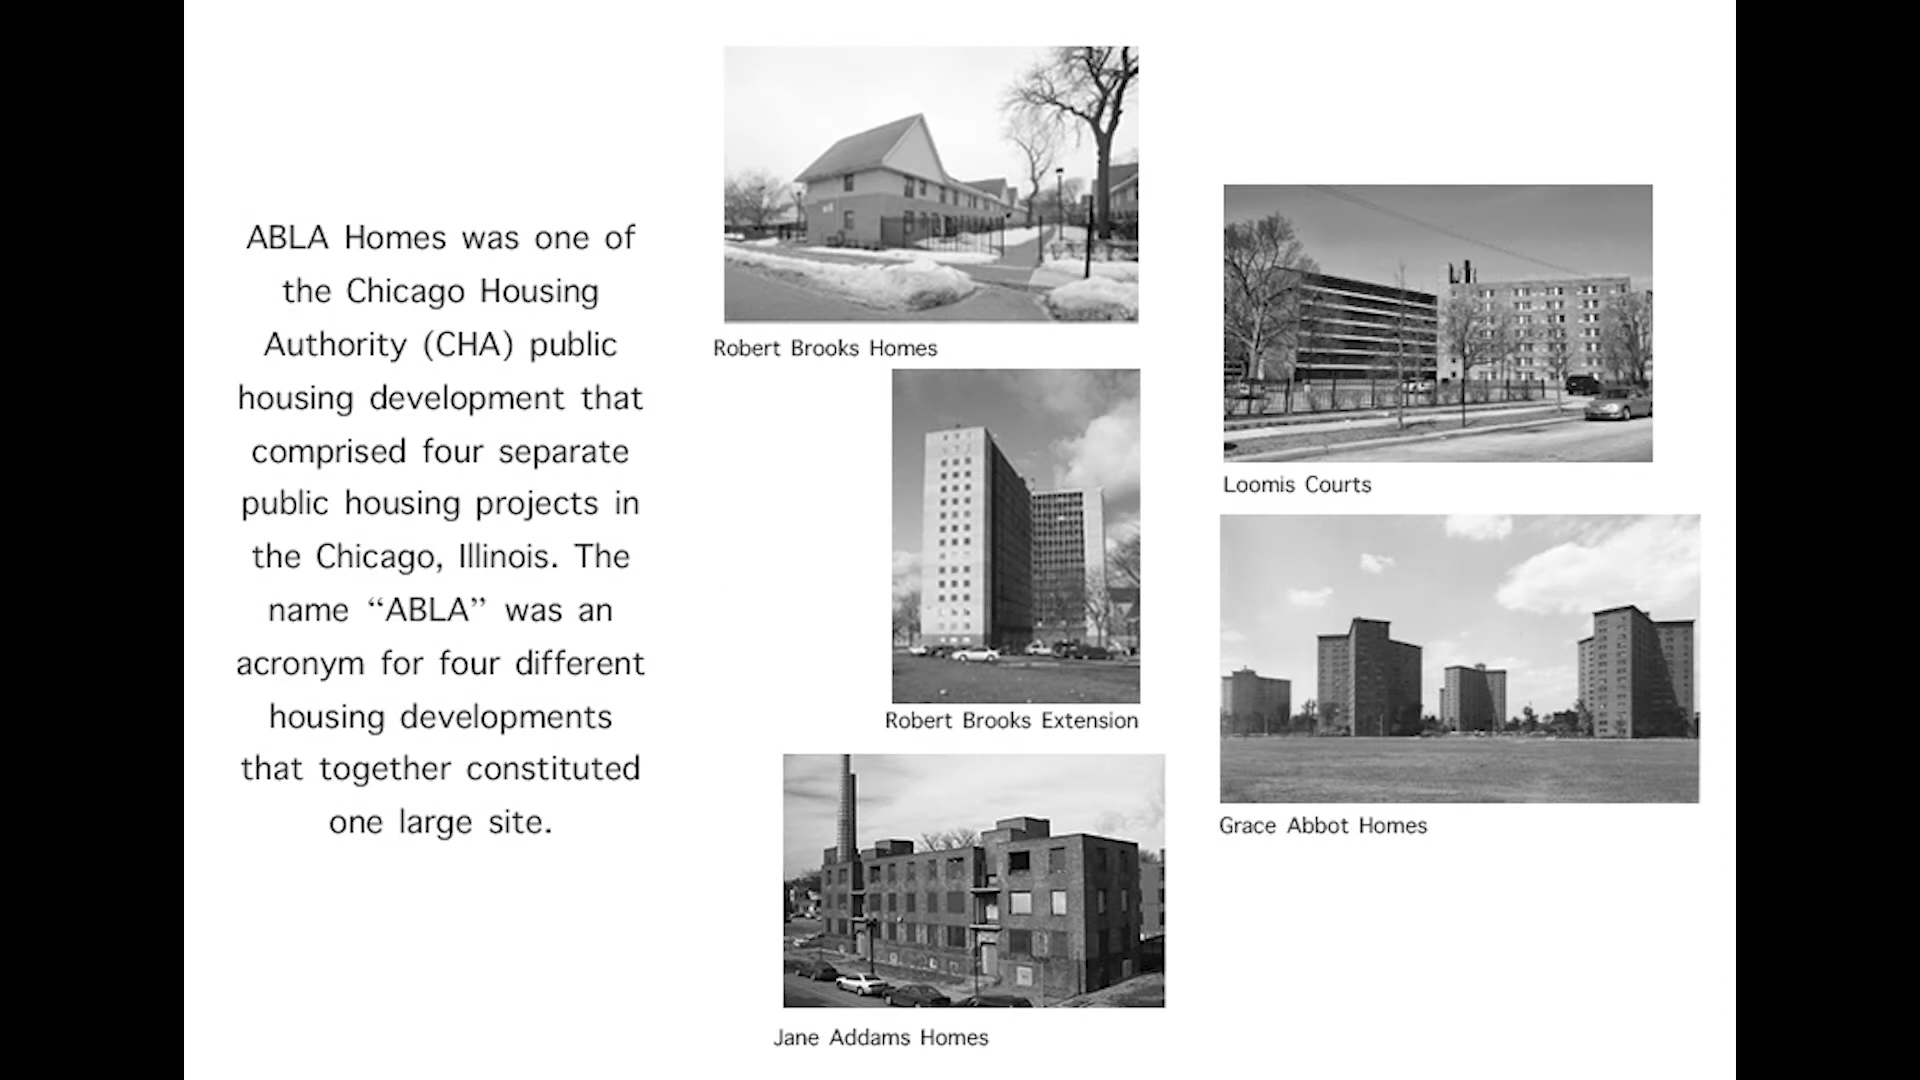 ABLA Homes was one of
the Chicago Housing
Authority (CHA) public
housing development that
comprised four separate
public housing projects in
the Chicago, Illinois. The
name “ABLA” was an
acronym for four different
housing developments
that together constituted
one large site.
Robert Brooks Homes
Robert Brooks Extension
Jane Addams Homes
Loomis Courts
Grace Abbot Homes